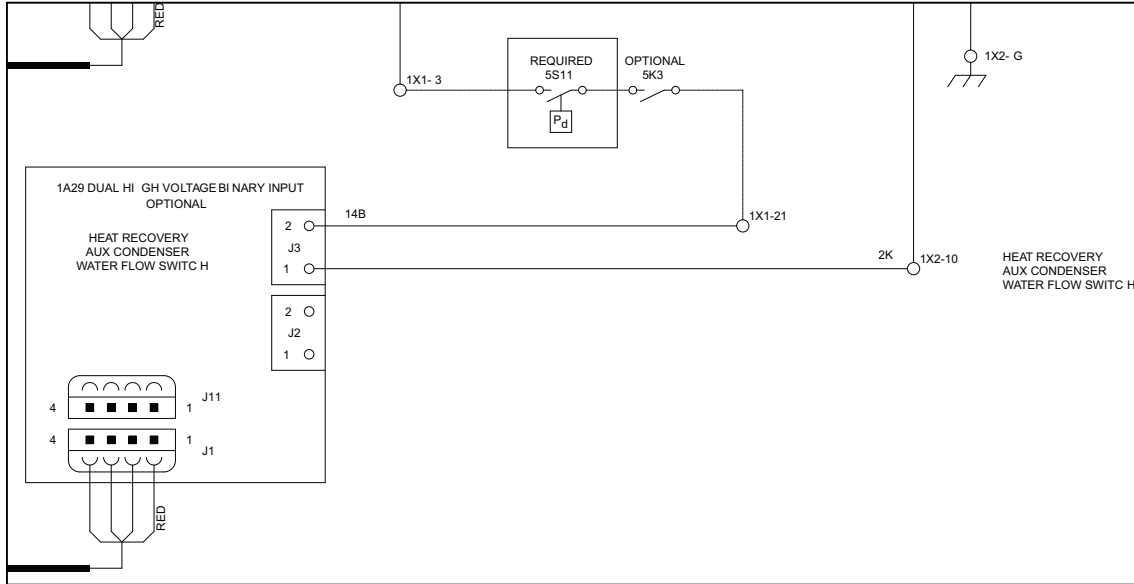 RED
1X1- 3
REQUIRED
5S11
OPTIONAL
5K3
1X2- G
Pd
1A29 DUAL HI GH VOLTAGE BI NARY INPUT
OPTIONAL
HEAT RECOVERY
AUX CONDENSER
WATER FLOW SWITC H
2
J3
1
14B
1X1-21
2K
1X2-10
HEAT RECOVERY
AUX CONDENSER
WATER FLOW SWITC H
2
J2
1
4
1
J11
4
1
J1
RED